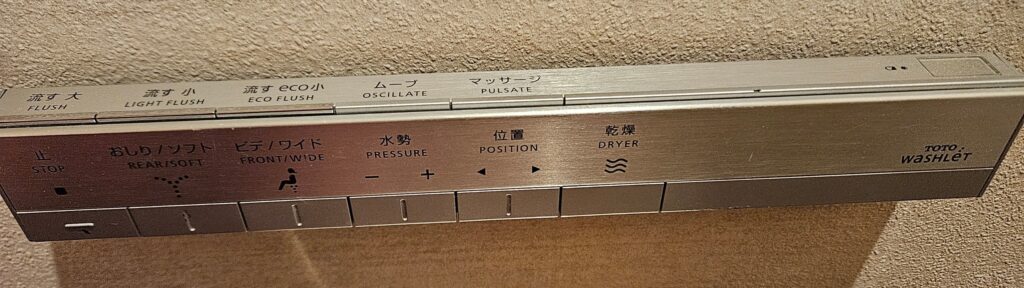 流す 大
FLUSH
流す 小
LIGHT FLUSH
流す eco小
ECO FLUSH
ムーブ
OSCILLATE
マッサージ
PULSATE
止
STOP
おしり/ソフト
REAR/SOFT
ビデ/ワイド
FRONT/WIDE
水勢
PRESSURE
− +
位置
POSITION
◀ ▶
乾燥
DRYER
TOTO
WASHLET